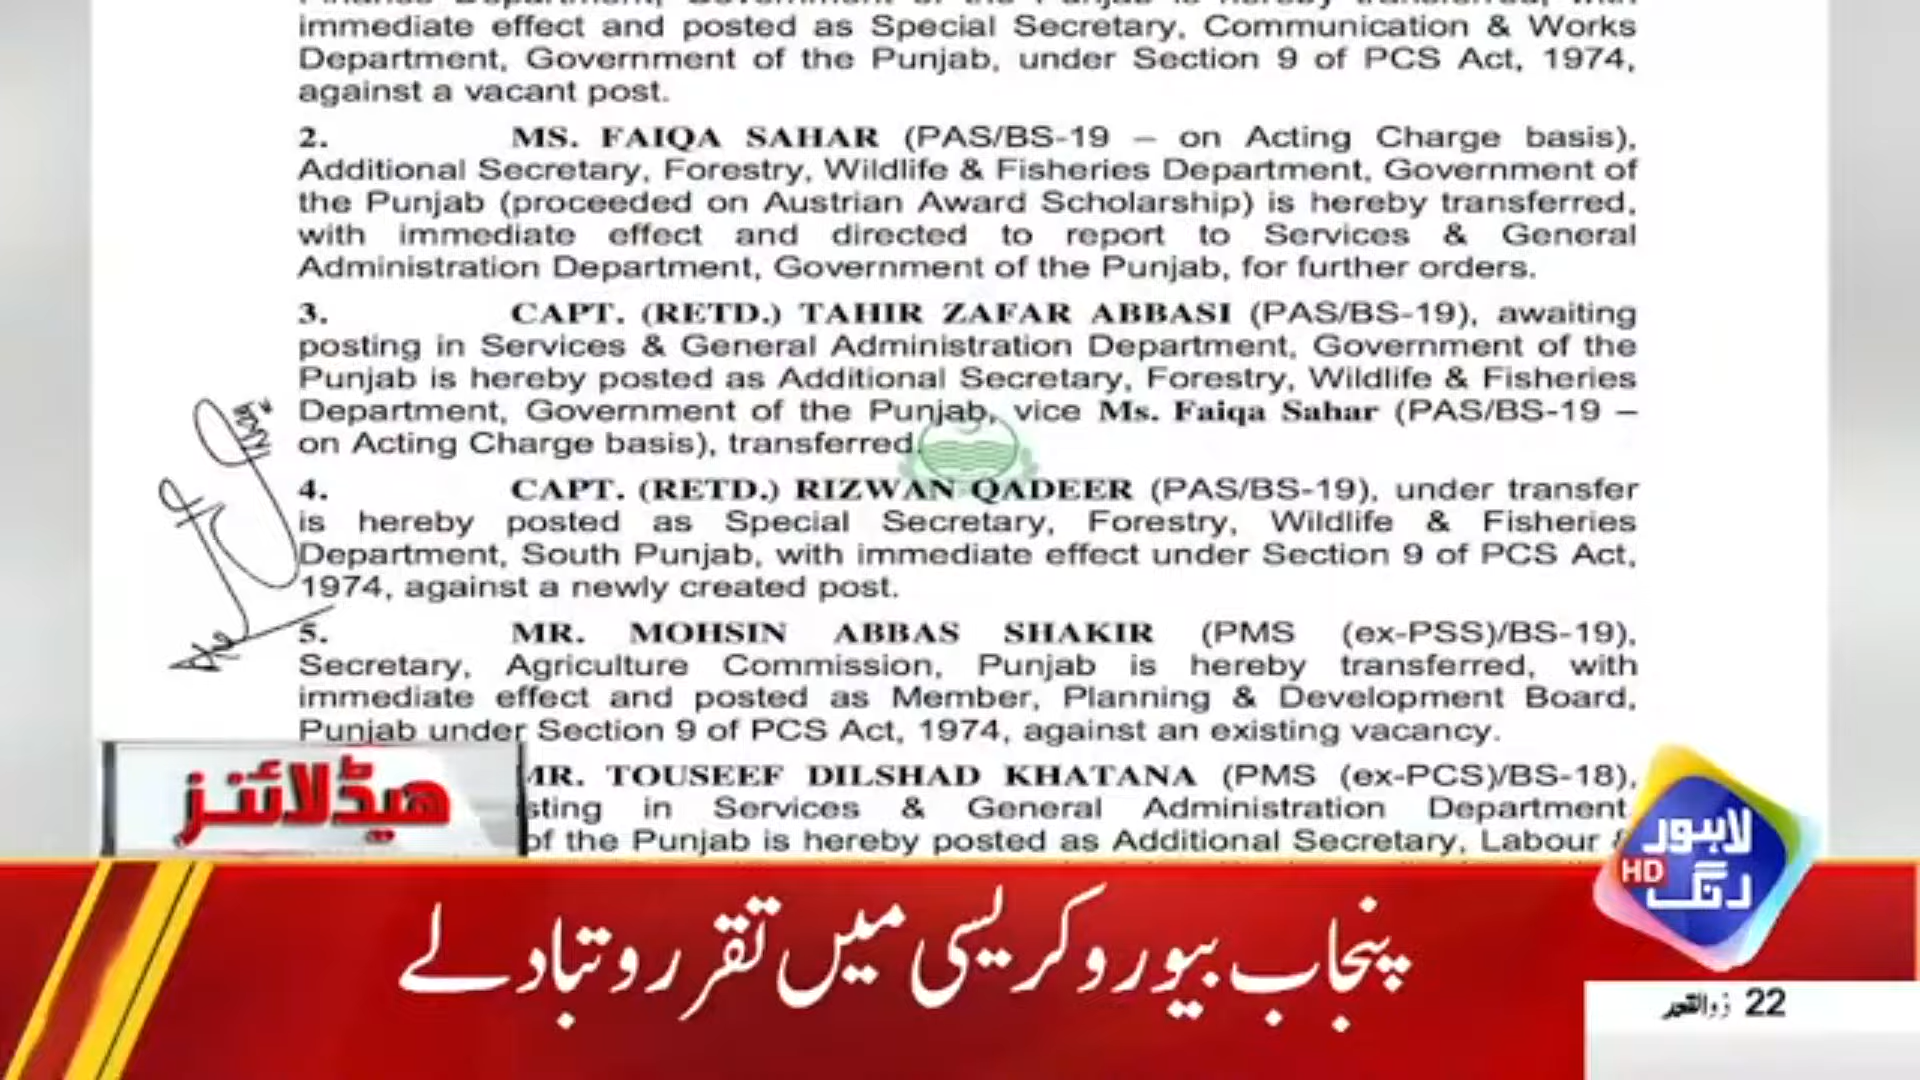 immediate effect and posted as Special Secretary, Communication & Works
Department, Government of the Punjab, under Section 9 of PCS Act, 1974,
against a vacant post.
2. MS. FAIQA SAHAR (PAS/BS-19 – on Acting Charge basis),
Additional Secretary, Forestry, Wildlife & Fisheries Department, Government of
the Punjab (proceeded on Austrian Award Scholarship) is hereby transferred,
with immediate effect and directed to report to Services & General
Administration Department, Government of the Punjab, for further orders.
3. CAPT. (RETD.) TAHIR ZAFAR ABBASI (PAS/BS-19), awaiting
posting in Services & General Administration Department, Government of the
Punjab is hereby posted as Additional Secretary, Forestry, Wildlife & Fisheries
Department, Government of the Punjab, vice Ms. Faiqa Sahar (PAS/BS-19 –
on Acting Charge basis), transferred.
4. CAPT. (RETD.) RIZWAN QADEER (PAS/BS-19), under transfer
is hereby posted as Special Secretary, Forestry, Wildlife & Fisheries
Department, South Punjab, with immediate effect under Section 9 of PCS Act,
1974, against a newly created post.
5. MR. MOHSIN ABBAS SHAKIR (PMS (ex-PSS)/BS-19),
Secretary, Agriculture Commission, Punjab is hereby transferred, with
immediate effect and posted as Member, Planning & Development Board,
Punjab under Section 9 of PCS Act, 1974, against an existing vacancy.
MR. TOUSEEF DILSHAD KHATANA (PMS (ex-PCS)/BS-18),
sting in Services & General Administration Department,
of the Punjab is hereby posted as Additional Secretary, Labour &
ہیڈلائنز
لاہور
رنگ
HD
پنجاب بیوروکریسی میں تقرر و تبادلے
22 ذوالقعد